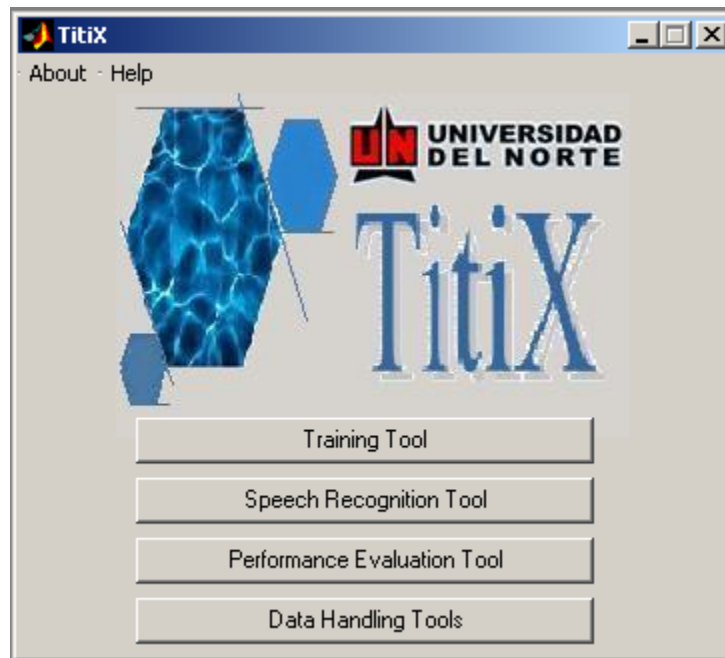 TitiX
About Help
UN UNIVERSIDAD
DEL NORTE
TitiX
Training Tool
Speech Recognition Tool
Performance Evaluation Tool
Data Handling Tools